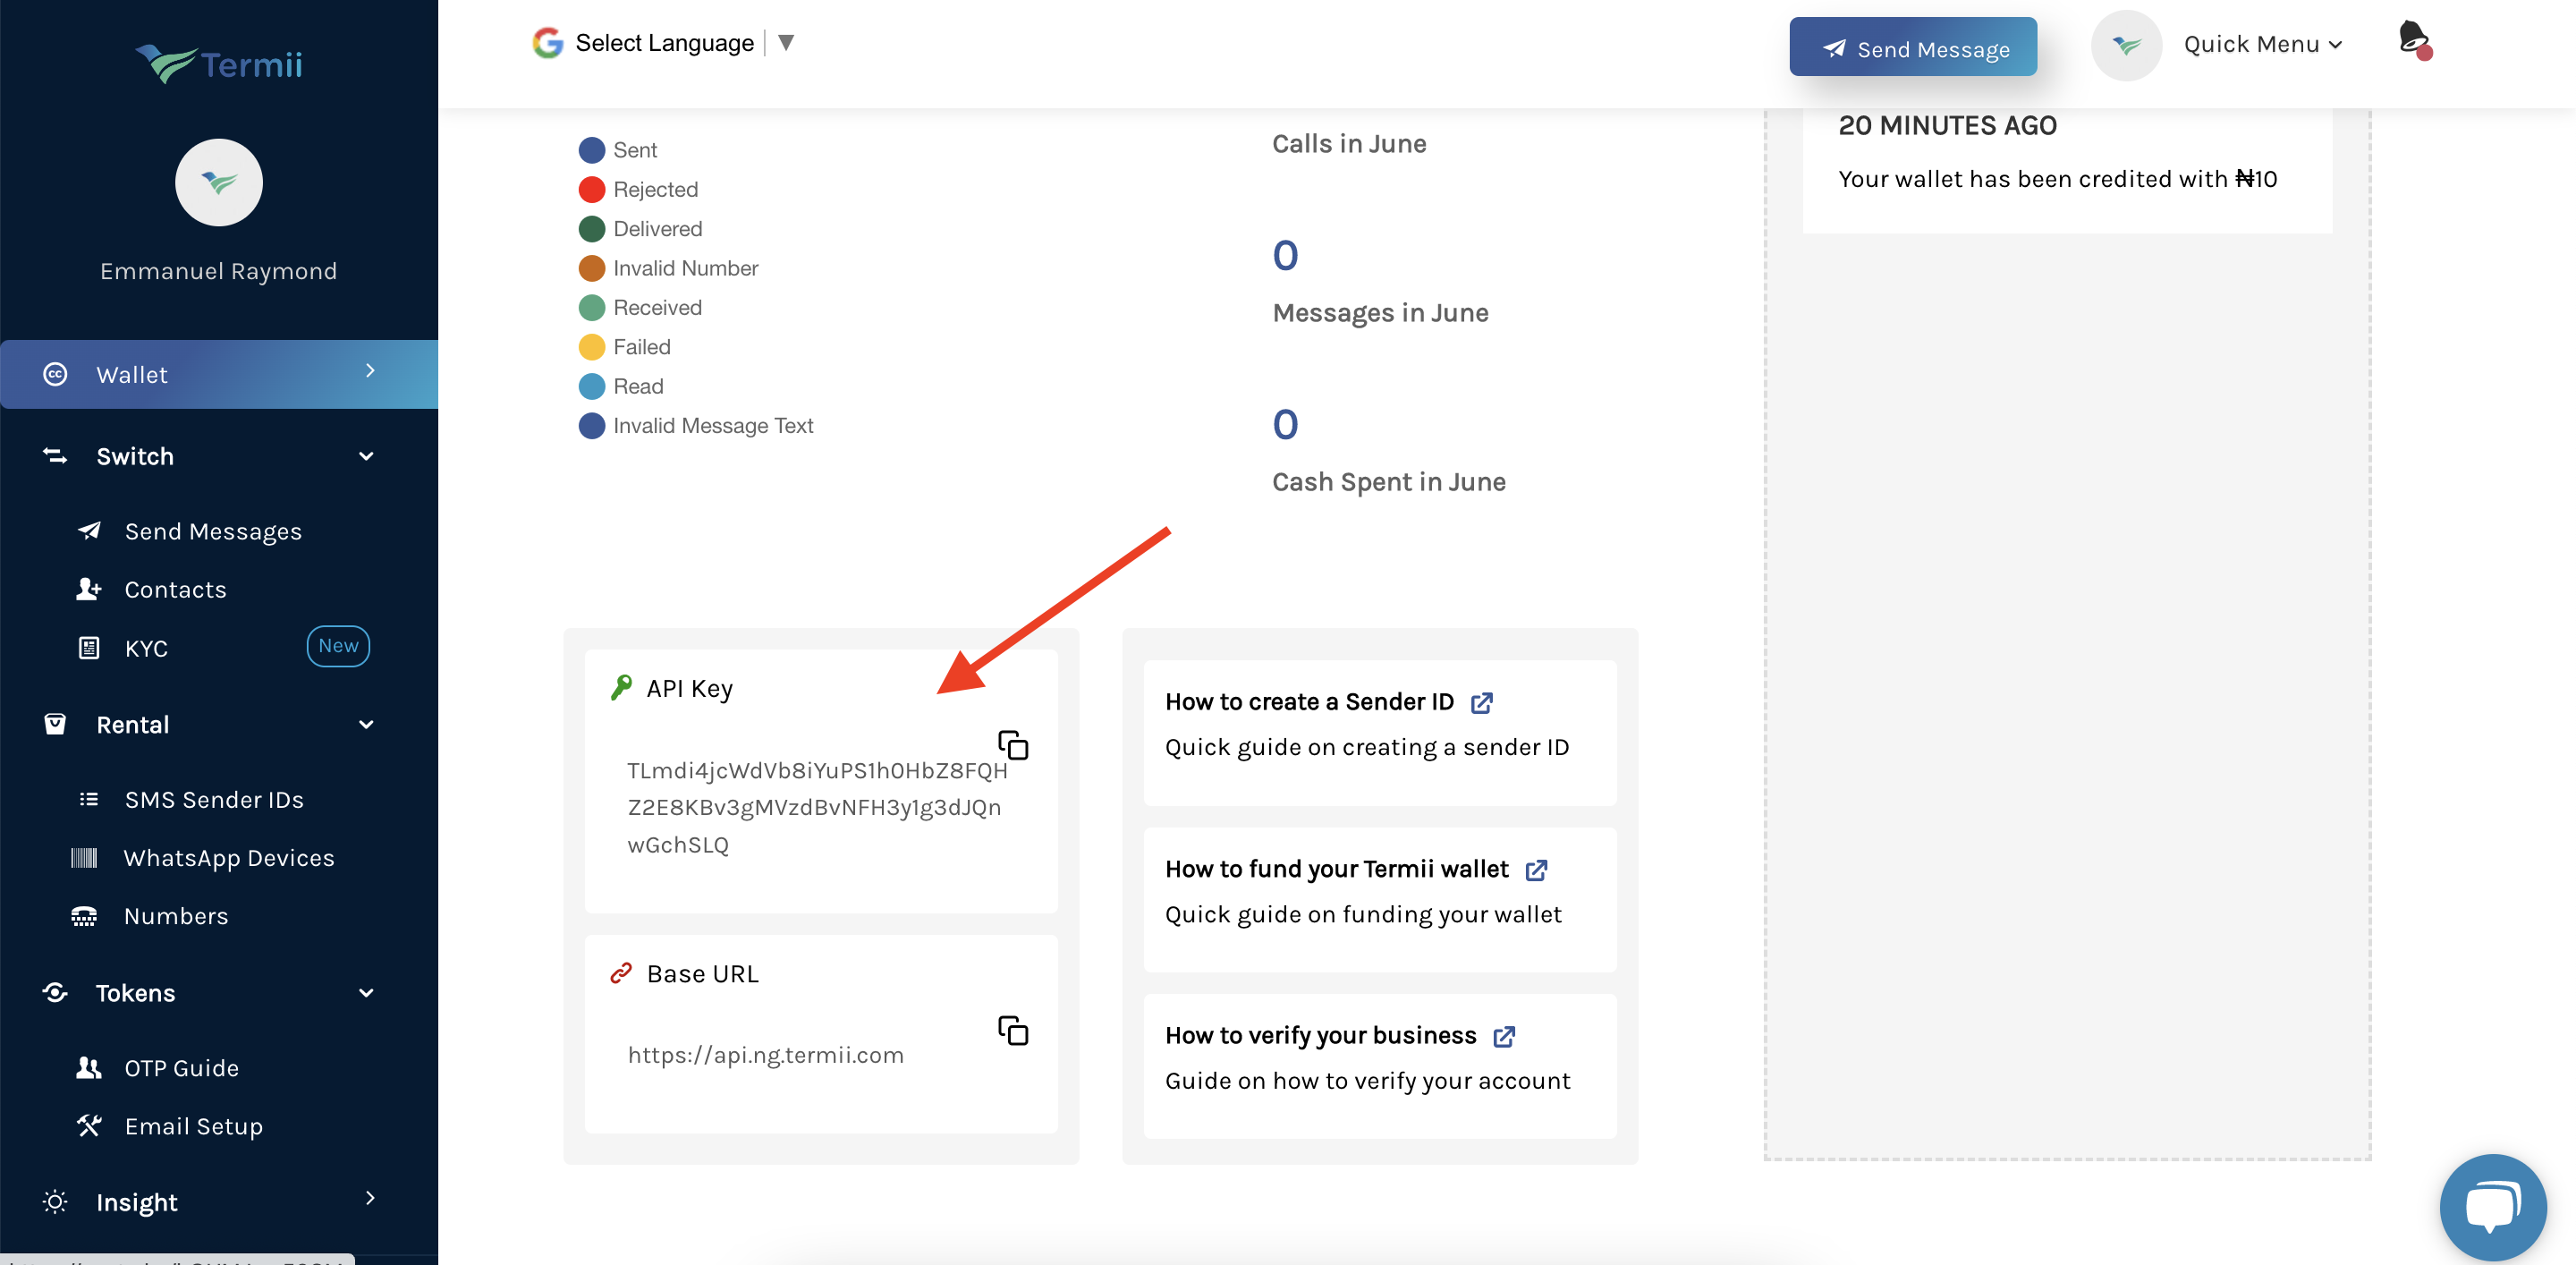 Termii
Emmanuel Raymond
Wallet
Switch
Send Messages
Contacts
KYC New
Rental
SMS Sender IDs
WhatsApp Devices
Numbers
Tokens
OTP Guide
Email Setup
Insight
Select Language ▼
Send Message
Quick Menu
Sent
Rejected
Delivered
Invalid Number
Received
Failed
Read
Invalid Message Text
Calls in June
0
Messages in June
0
Cash Spent in June
20 MINUTES AGO
Your wallet has been credited with ₦10
API Key
TLmdi4jcWdVb8iYuPS1h0HbZ8FQH
Z2E8KBv3gMVzdBvNFH3y1g3dJQn
wGchSLQ
Base URL
https://api.ng.termii.com
How to create a Sender ID
Quick guide on creating a sender ID
How to fund your Termii wallet
Quick guide on funding your wallet
How to verify your business
Guide on how to verify your account